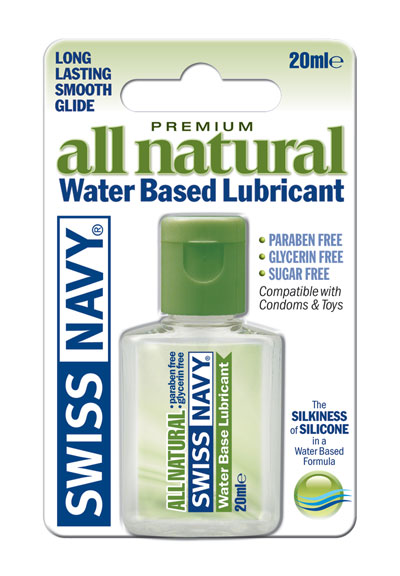 LONG
LASTING
SMOOTH
GLIDE
20ml℮
PREMIUM
all natural
Water Based Lubricant
SWISS NAVY®
• PARABEN FREE
• GLYCERIN FREE
• SUGAR FREE
Compatible with
Condoms & Toys
ALL NATURAL
• paraben free
• glycerin free
SWISS NAVY®
Water Base Lubricant
20ml℮
The
SILKINESS
of SILICONE
in a
Water Based
Formula